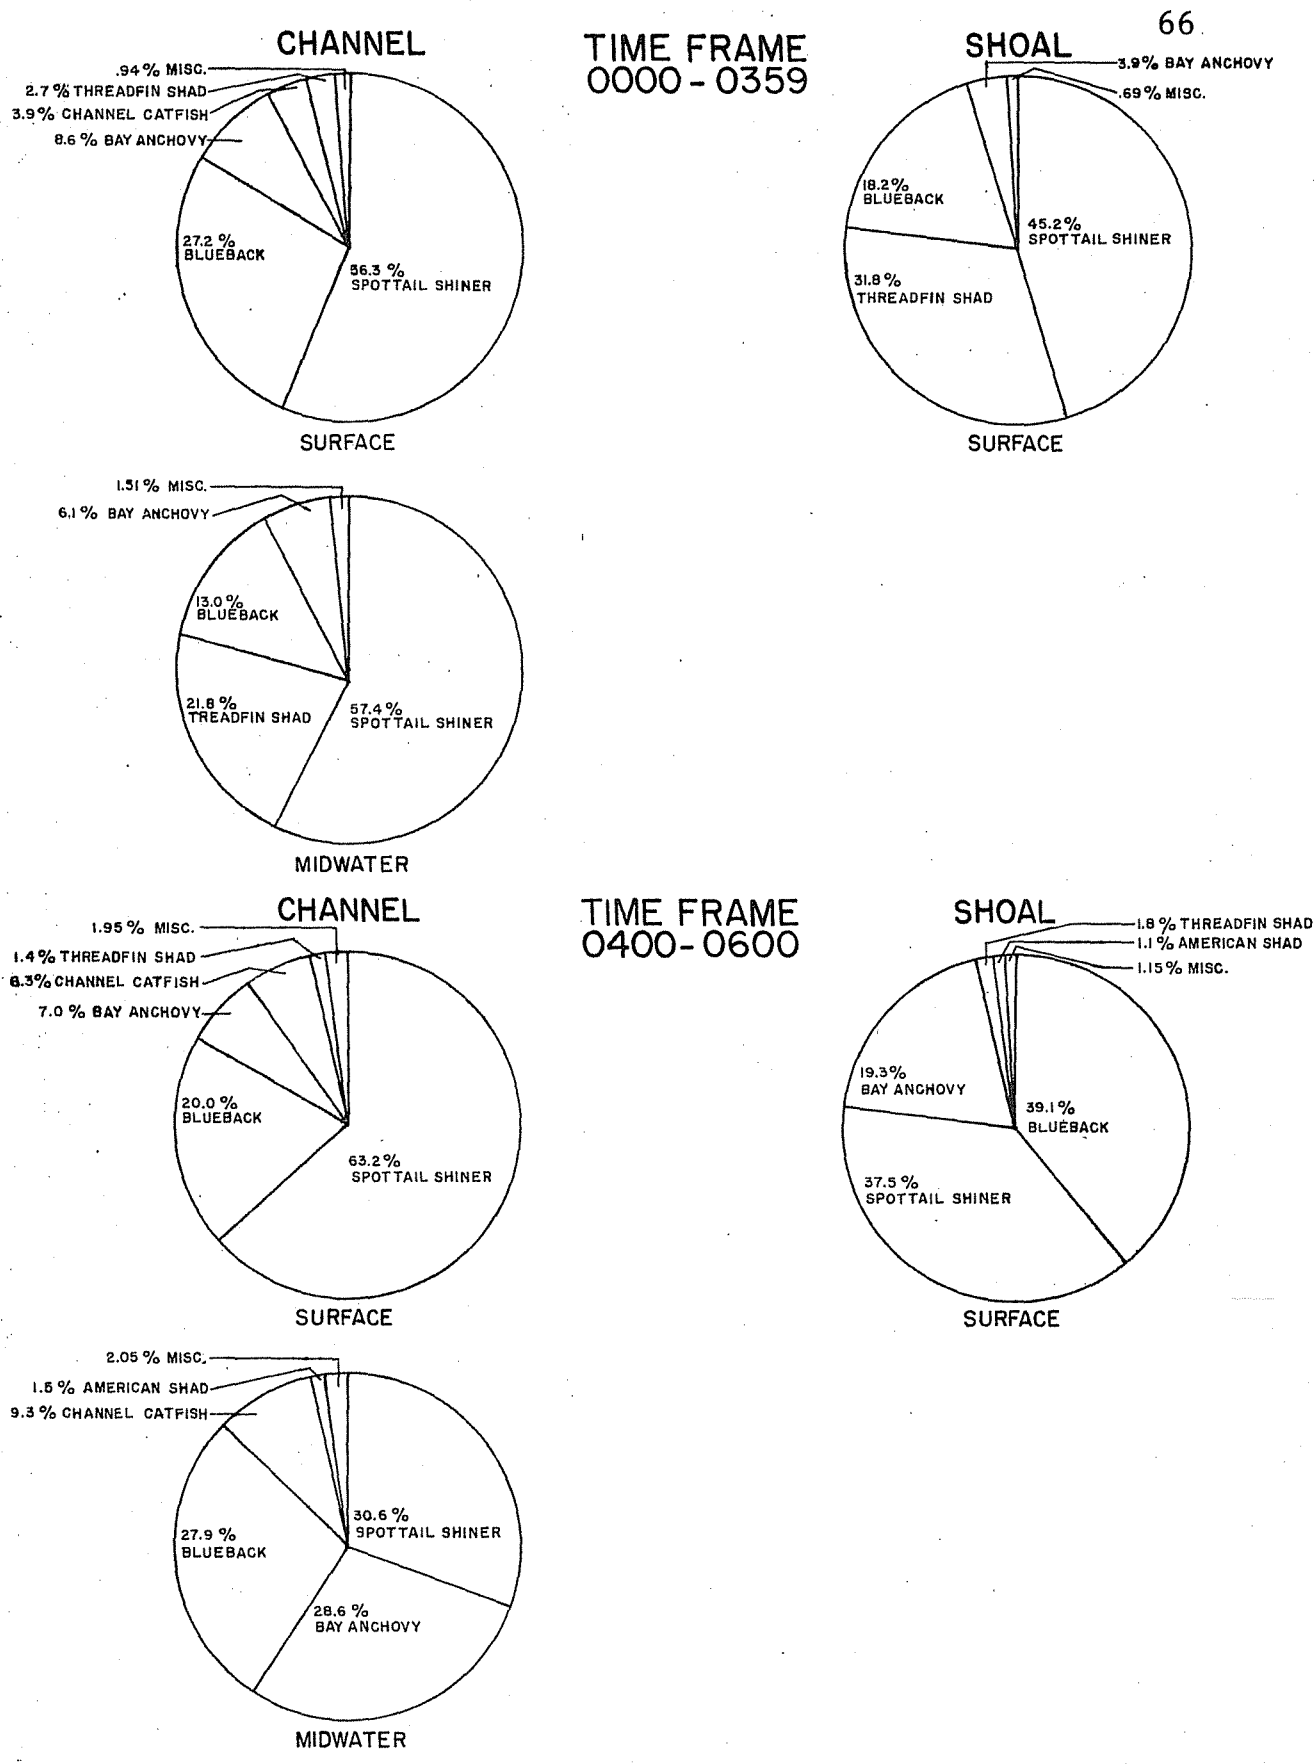 66
CHANNEL
TIME FRAME
0000-0359
SHOAL
.94% MISC.
2.7% THREADFIN SHAD
3.9% CHANNEL CATFISH
8.6% BAY ANCHOVY
27.2%
BLUEBACK
56.3%
SPOTTAIL SHINER
SURFACE
3.9% BAY ANCHOVY
.69% MISC.
18.2%
BLUEBACK
45.2%
SPOTTAIL SHINER
31.8%
THREADFIN SHAD
SURFACE
1.51% MISC.
6.1% BAY ANCHOVY
13.0%
BLUEBACK
21.8%
TREADFIN SHAD
57.4%
SPOTTAIL SHINER
MIDWATER
CHANNEL
TIME FRAME
0400-0600
SHOAL
1.95% MISC.
1.4% THREADFIN SHAD
6.3% CHANNEL CATFISH
7.0% BAY ANCHOVY
20.0%
BLUEBACK
63.2%
SPOTTAIL SHINER
SURFACE
1.8% THREADFIN SHAD
1.1% AMERICAN SHAD
1.15% MISC.
19.3%
BAY ANCHOVY
39.1%
BLUEBACK
37.5%
SPOTTAIL SHINER
SURFACE
2.05% MISC.
1.5% AMERICAN SHAD
9.3% CHANNEL CATFISH
27.9%
BLUEBACK
30.6%
SPOTTAIL SHINER
28.6%
BAY ANCHOVY
MIDWATER